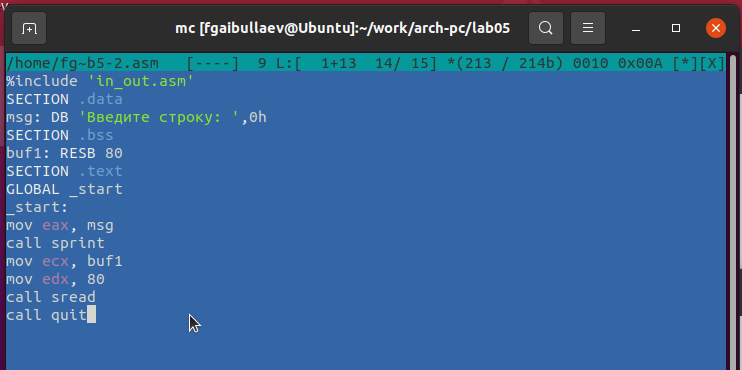 mc [fgaibullaev@Ubuntu]:~/work/arch-pc/lab05
/home/fg~b5-2.asm   [----]  9 L:[  1+13  14/ 15] *(213 / 214b) 0010 0x00A [*][X]
%include 'in_out.asm'
SECTION .data
msg: DB 'Введите строку: ',0h
SECTION .bss
buf1: RESB 80
SECTION .text
GLOBAL _start
_start:
mov eax, msg
call sprint
mov ecx, buf1
mov edx, 80
call sread
call quit